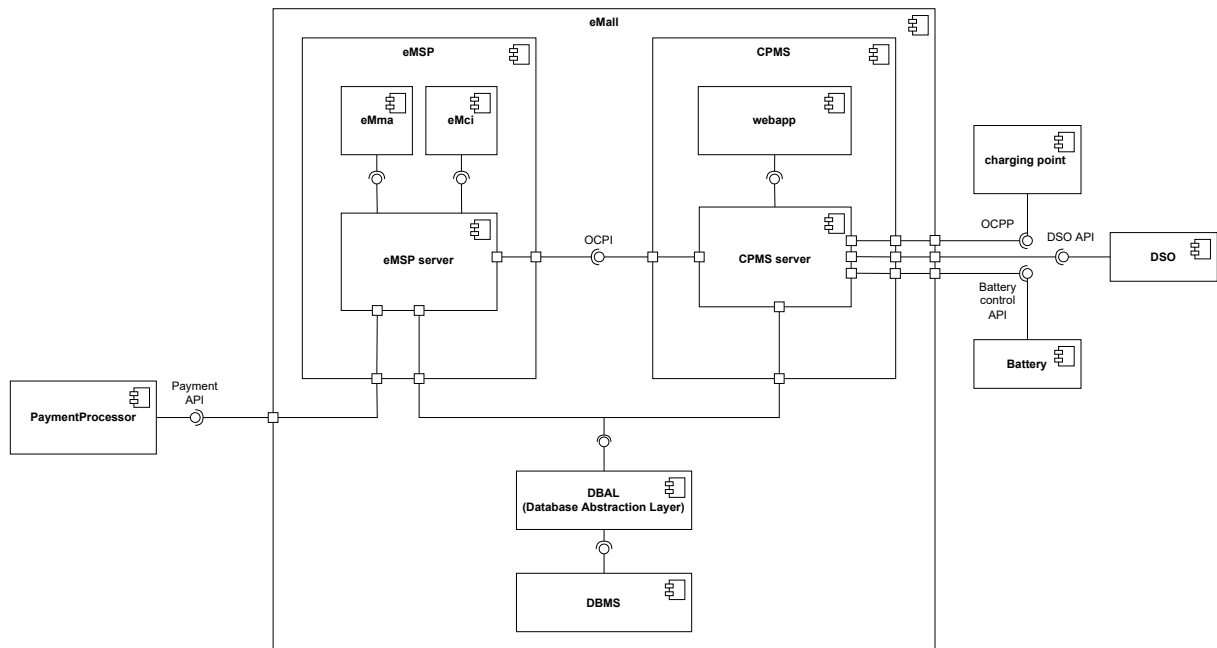 eMall
eMSP
CPMS
eMma
eMci
webapp
charging point
eMSP server
OCPI
CPMS server
OCPP
DSO API
DSO
Battery
control
API
Battery
Payment
API
PaymentProcessor
DBAL
(Database Abstraction Layer)
DBMS